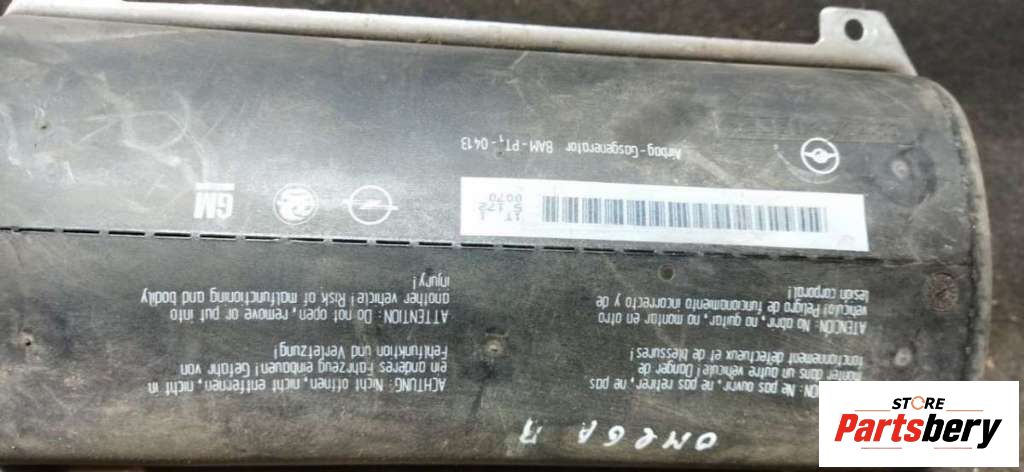 OMEGA
Ne pas ouvrir, ne pas retirer, ne pas
monter dans un autre véhicule! Danger de
fonctionnement défectueux et de blessures!
ATENCIÓN: No abrir, no quitar, no montar en otro
vehículo! Peligro de funcionamiento incorrecto y de
lesión corporal!
ACHTUNG: Nicht öffnen, nicht entfernen, nicht in
ein anderes Fahrzeug einbauen! Gefahr von
Fehlfunktion und Verletzung!
ATTENTION: Do not open, remove or put into
another vehicle! Risk of malfunctioning and bodily
injury!
GM
0070
Airbag-Gasgenerator BAM-PT1-0413
STORE
Partsbery